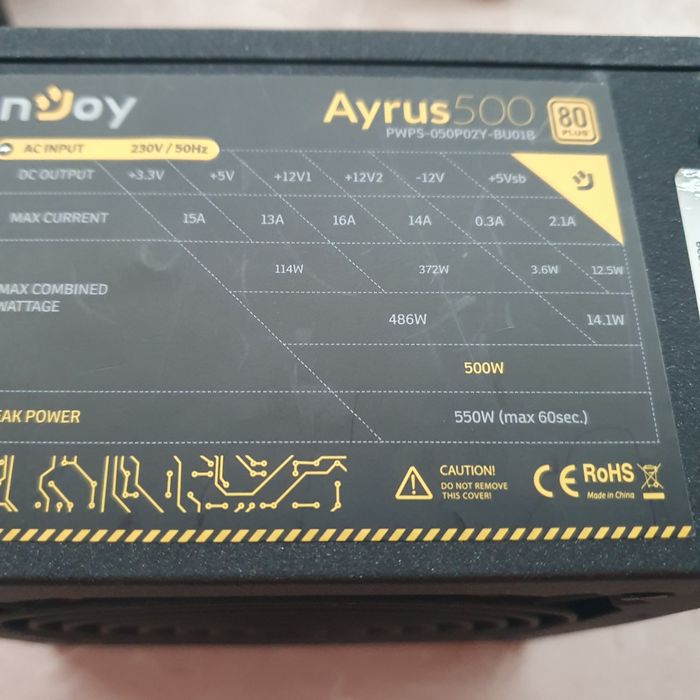 nJoy
Ayrus500
80
PLUS
PWPS-050P02Y-BU01B
AC INPUT 230V / 50Hz
DC OUTPUT +3.3V +5V +12V1 +12V2 -12V +5Vsb
MAX CURRENT 15A 13A 16A 14A 0.3A 2.1A
114W 372W 3.6W 12.5W
MAX COMBINED
WATTAGE
486W 14.1W
500W
EAK POWER 550W (max 60sec.)
CAUTION!
DO NOT REMOVE
THIS COVER!
CE RoHS
Made in China